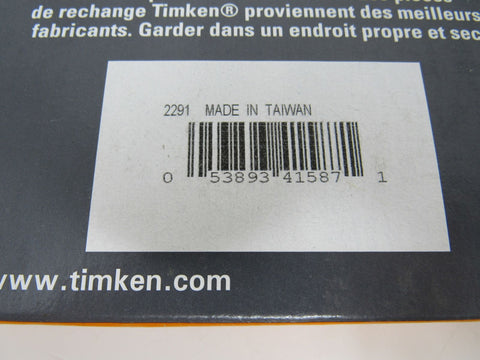 de rechange Timken® proviennent des meilleurs
fabricants. Garder dans un endroit propre et sec
2291 MADE IN TAIWAN
0 53893 41587 1
www.timken.com